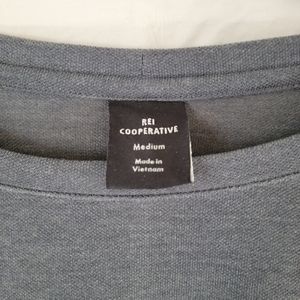 REI
COOPERATIVE
Medium
Made in
Vietnam